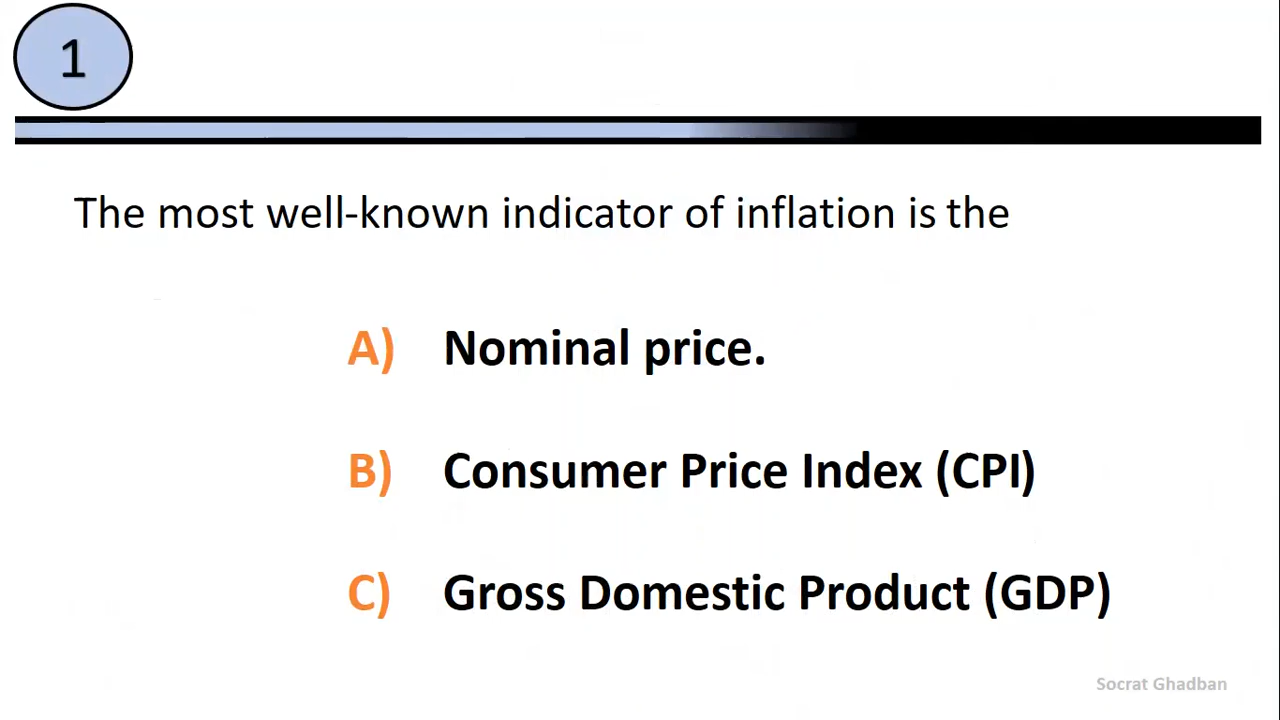 1
The most well-known indicator of inflation is the
A) Nominal price.
B) Consumer Price Index (CPI)
C) Gross Domestic Product (GDP)
Socrat Ghadban